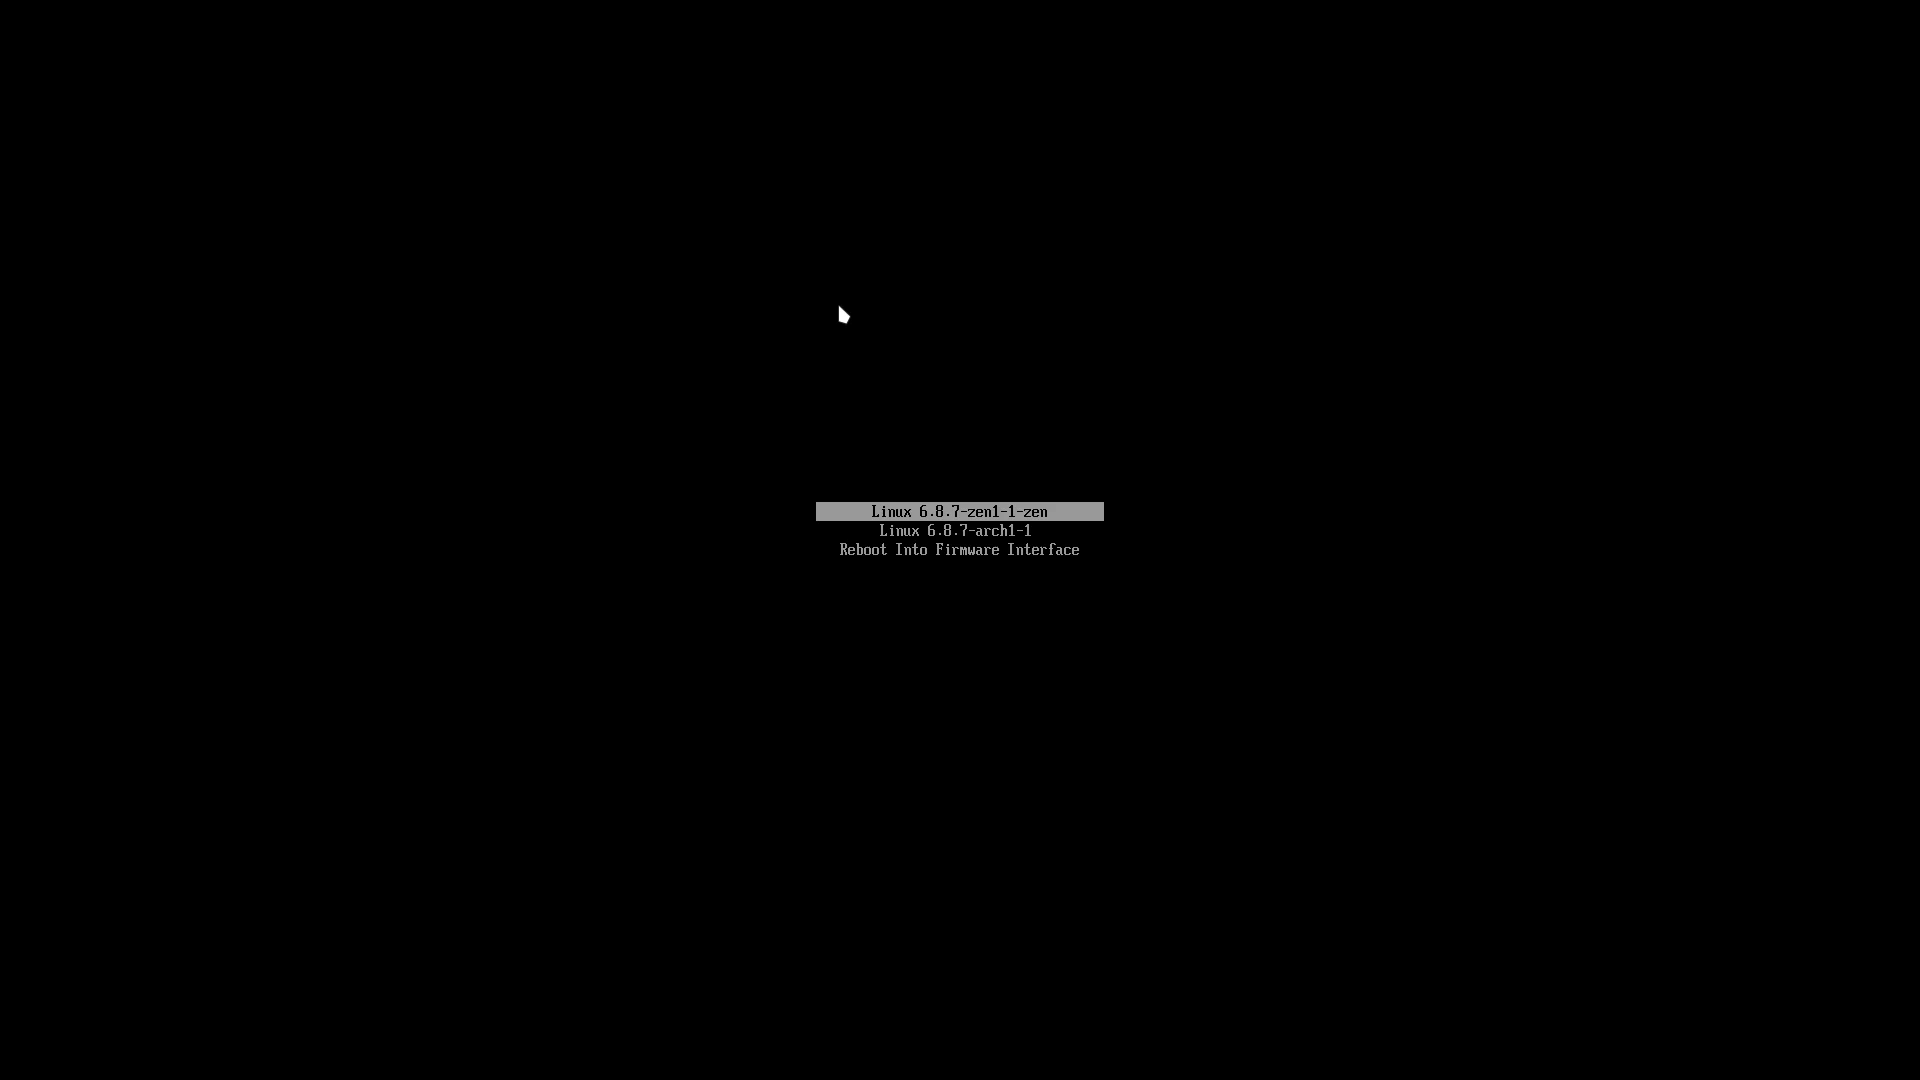 Linux 6.8.7-zen1-1-zen
Linux 6.8.7-arch1-1
Reboot Into Firmware Interface